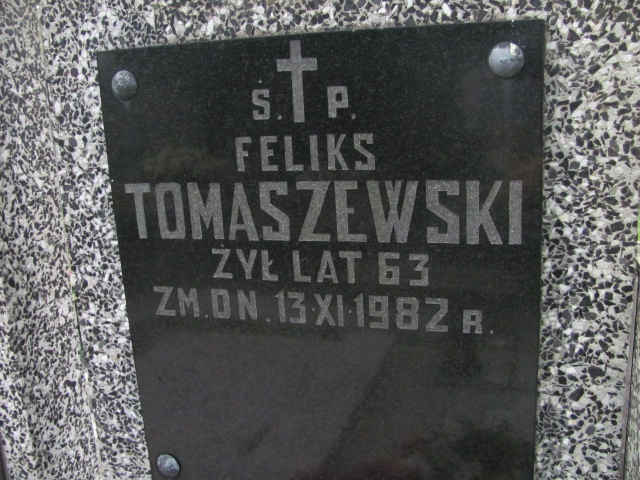 Ś. P.
FELIKS
TOMASZEWSKI
ŻYŁ LAT 63
ZM. DN. 13·XI·1982 R.